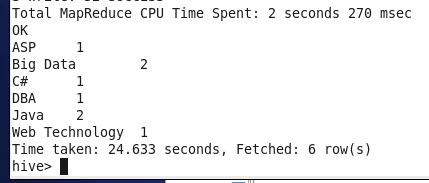 Total MapReduce CPU Time Spent: 2 seconds 270 msec
OK
ASP 1
Big Data 2
C# 1
DBA 1
Java 2
Web Technology 1
Time taken: 24.633 seconds, Fetched: 6 row(s)
hive>